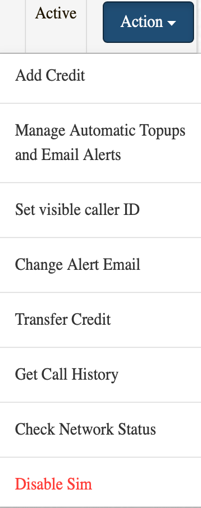 Active
Action
Add Credit
Manage Automatic Topups
and Email Alerts
Set visible caller ID
Change Alert Email
Transfer Credit
Get Call History
Check Network Status
Disable Sim